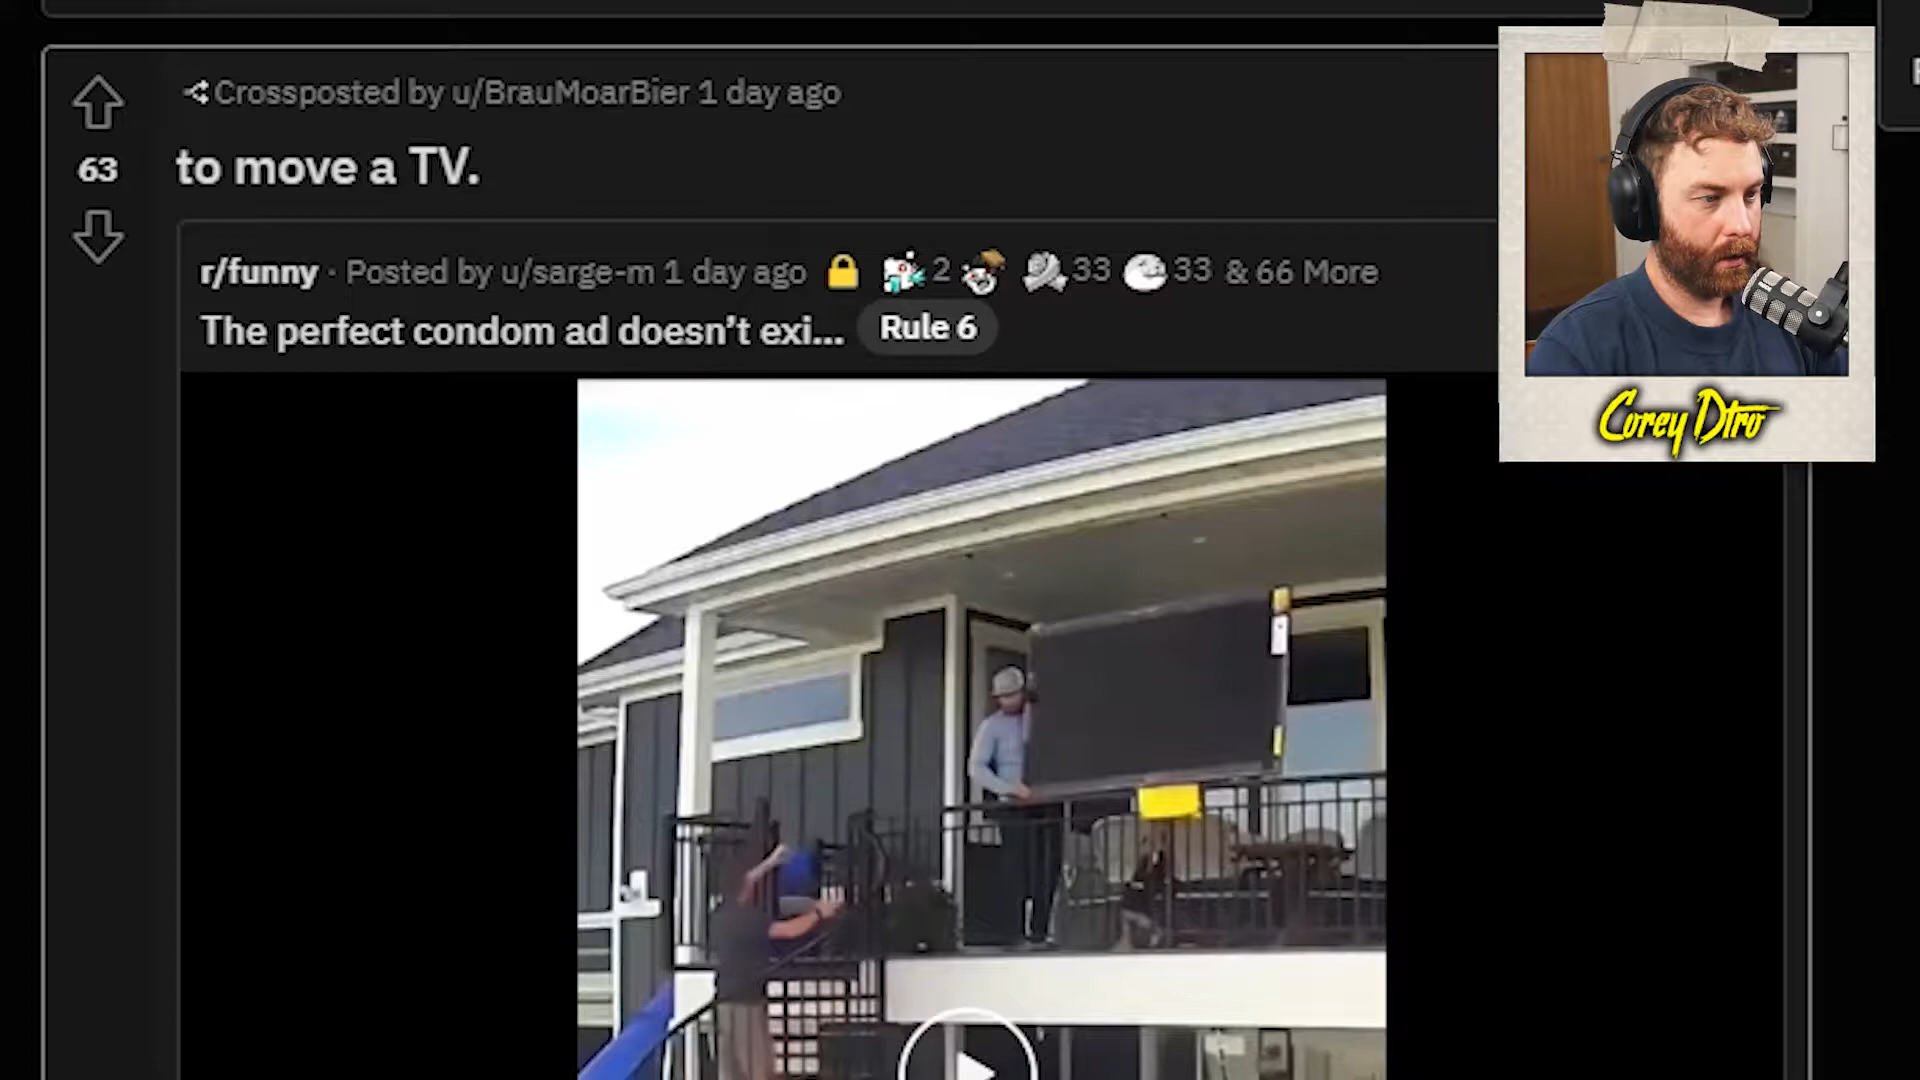 Crossposted by u/BrauMoarBier 1 day ago
63
to move a TV.
r/funny · Posted by u/sarge-m 1 day ago 2 33 33 & 66 More
The perfect condom ad doesn't exi... Rule 6
Corey Dtro